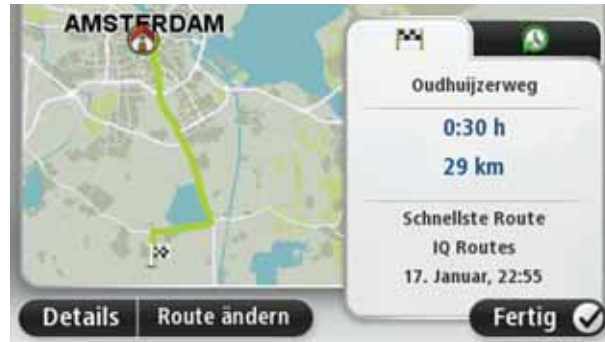 AMSTERDAM
Oudhuijzerweg
0:30 h
29 km
Schnellste Route
IQ Routes
17. Januar, 22:55
Details
Route ändern
Fertig